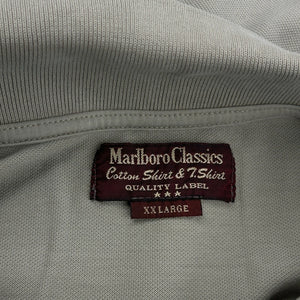 Marlboro Classics
Cotton Shirt & T.Shirt
QUALITY LABEL
★★★
XXLARGE